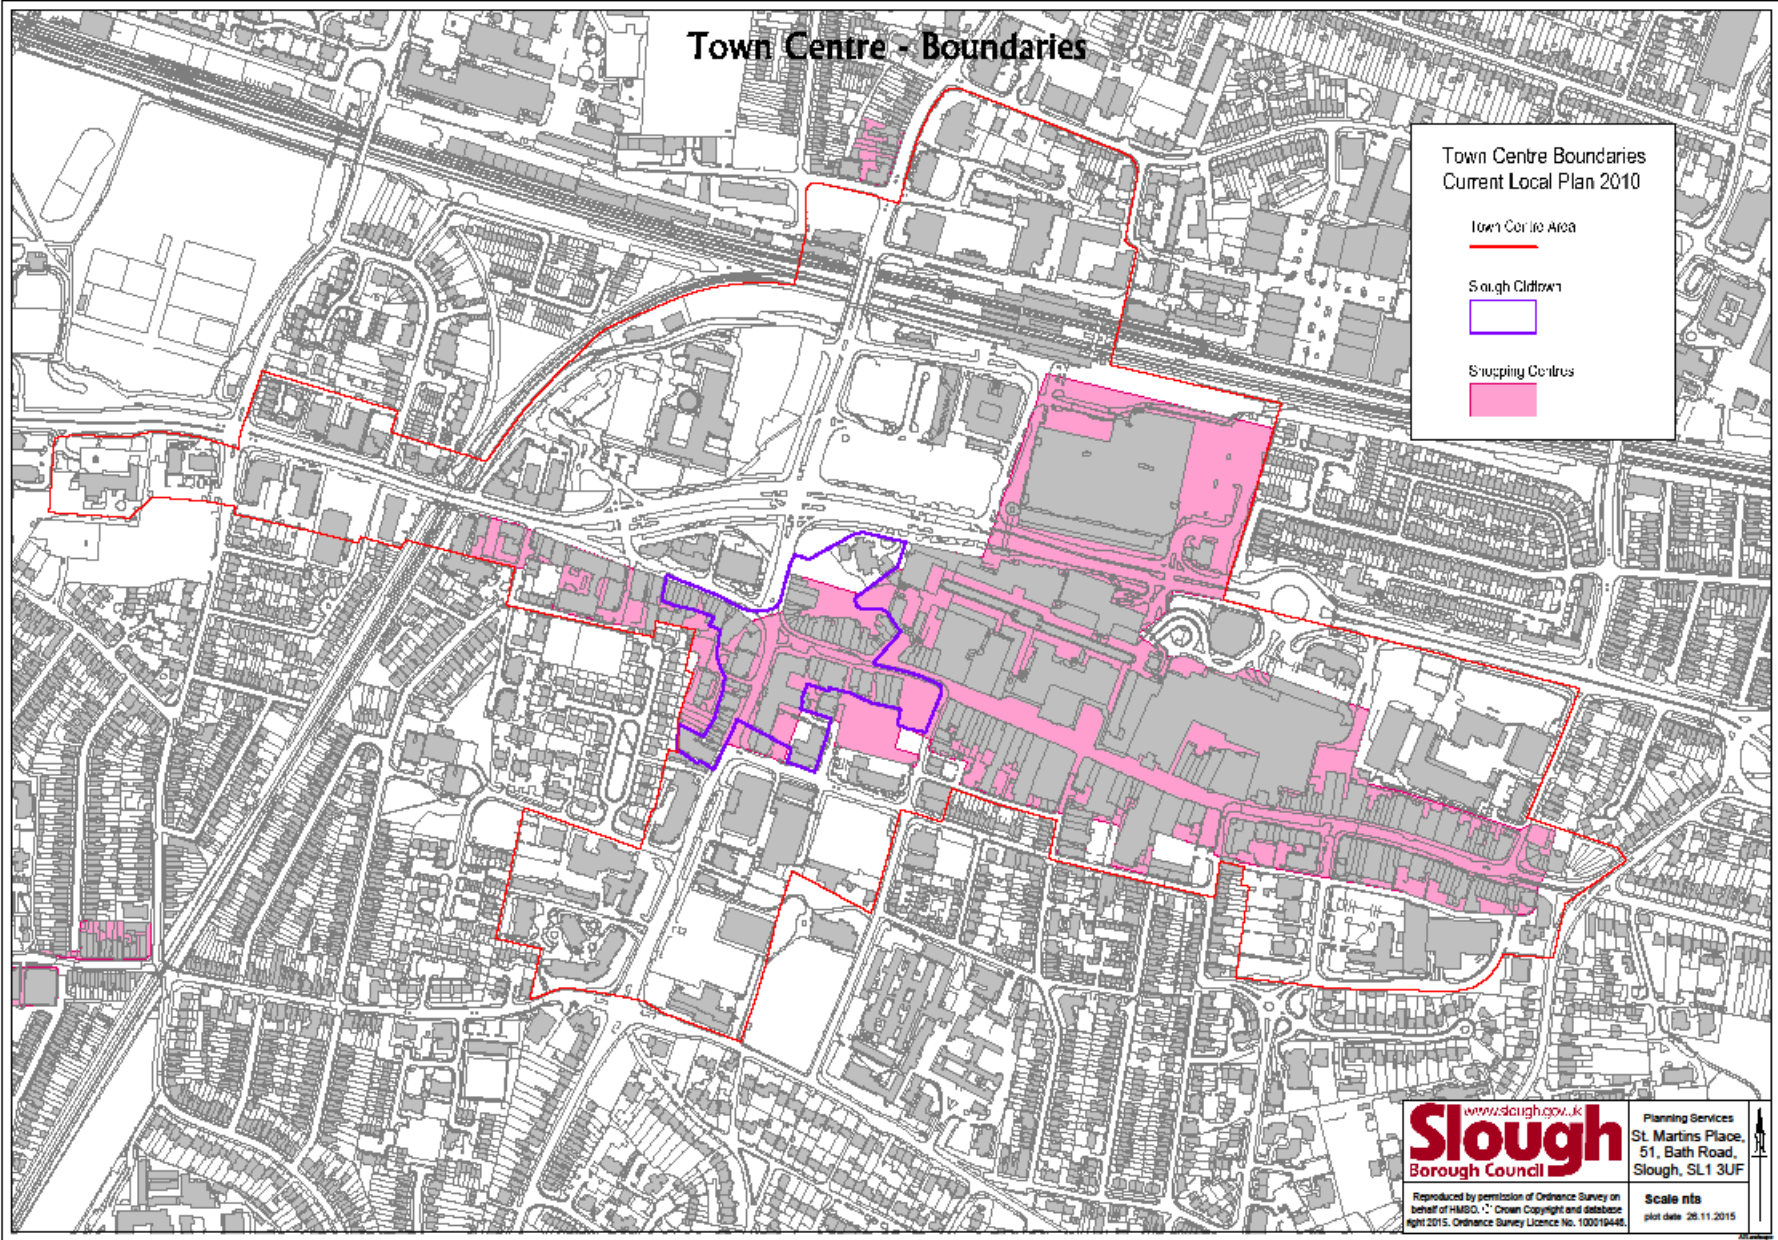 Town Centre - Boundaries
Town Centre Boundaries
Current Local Plan 2010
Town Centre Area
Slough Oldtown
Shopping Centres
www.slough.gov.uk
Slough
Borough Council
Planning Services
St. Martins Place,
51, Bath Road,
Slough, SL1 3UF
Reproduced by permission of Ordnance Survey on
behalf of HMSO. © Crown Copyright and database
right 2015. Ordnance Survey Licence No. 100019446.
Scale nts
plot date 26.11.2015
N